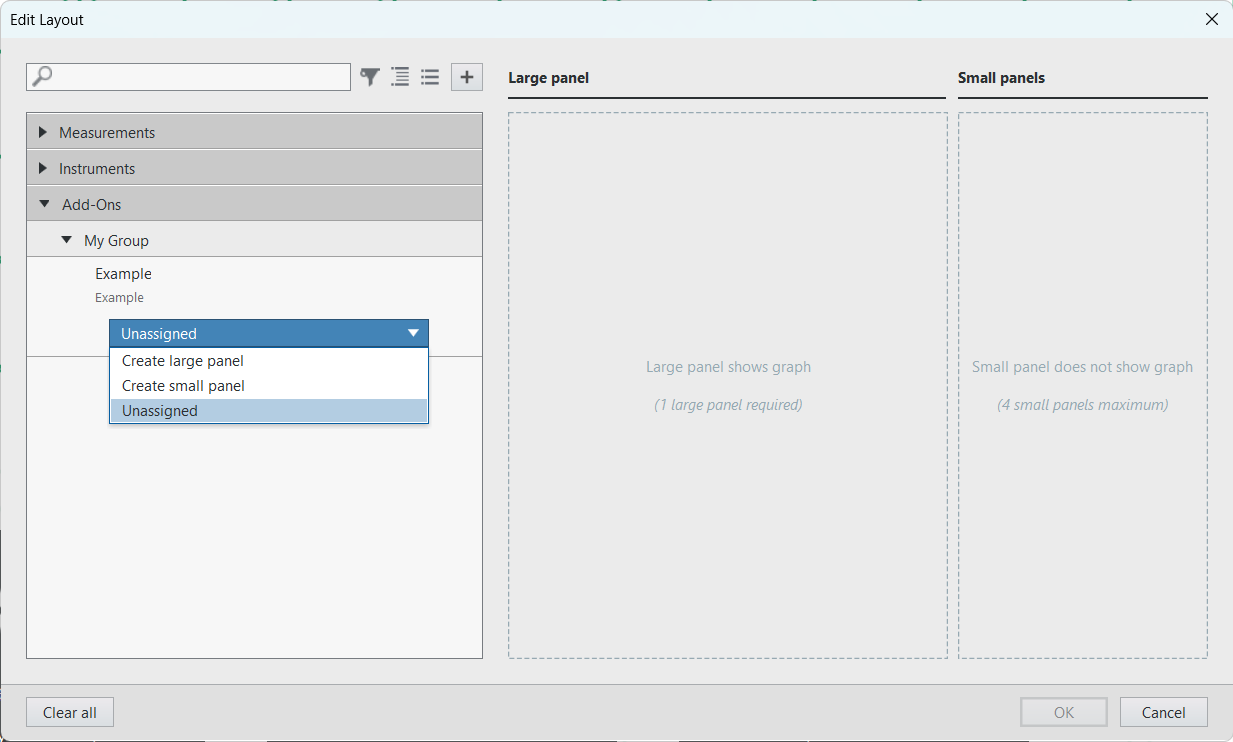 Edit Layout
Large panel
Small panels
Measurements
Instruments
Add-Ons
My Group
Example
Example
Unassigned
Create large panel
Create small panel
Unassigned
Large panel shows graph
(1 large panel required)
Small panel does not show graph
(4 small panels maximum)
Clear all
OK
Cancel